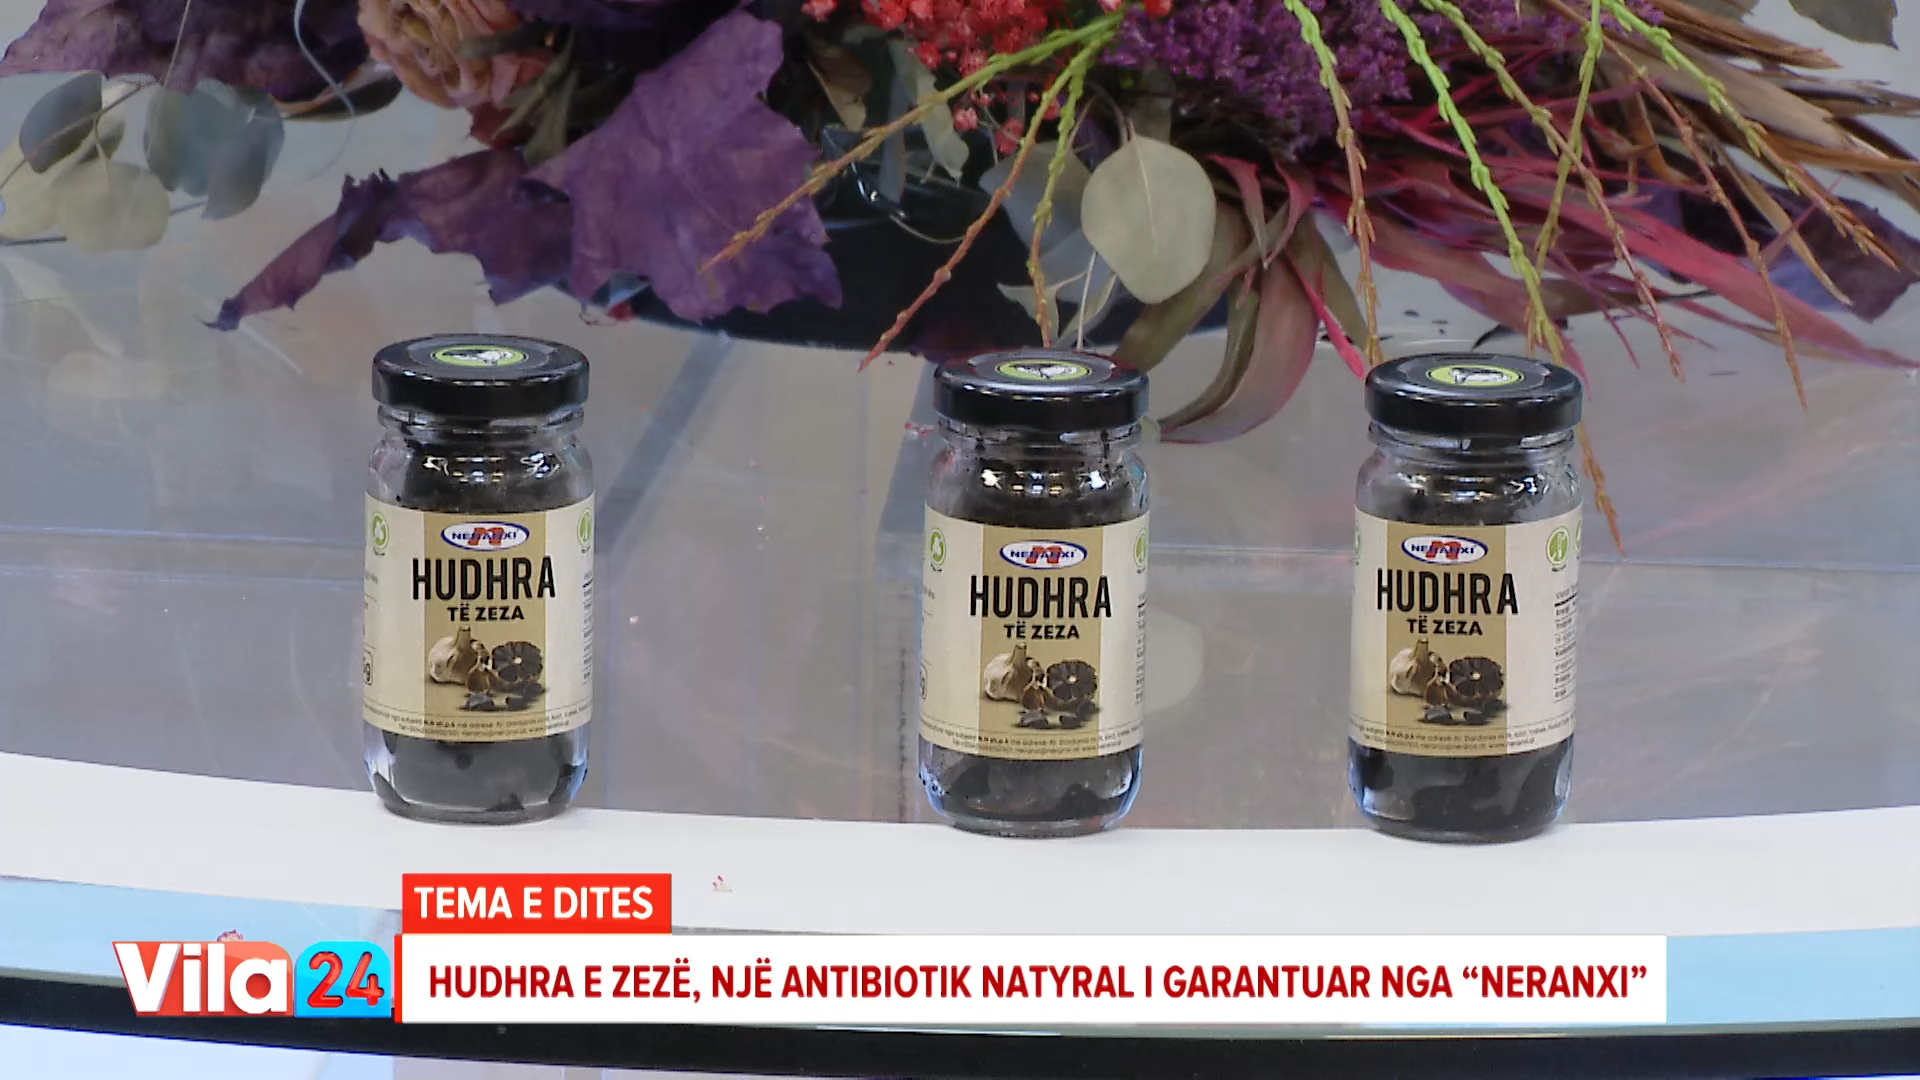 NERANXI
HUDHRA
TË ZEZA
NERANXI
HUDHRA
TË ZEZA
NERANXI
HUDHRA
TË ZEZA
TEMA E DITES
Vila 24
HUDHRA E ZEZË, NJË ANTIBIOTIK NATYRAL I GARANTUAR NGA “NERANXI”